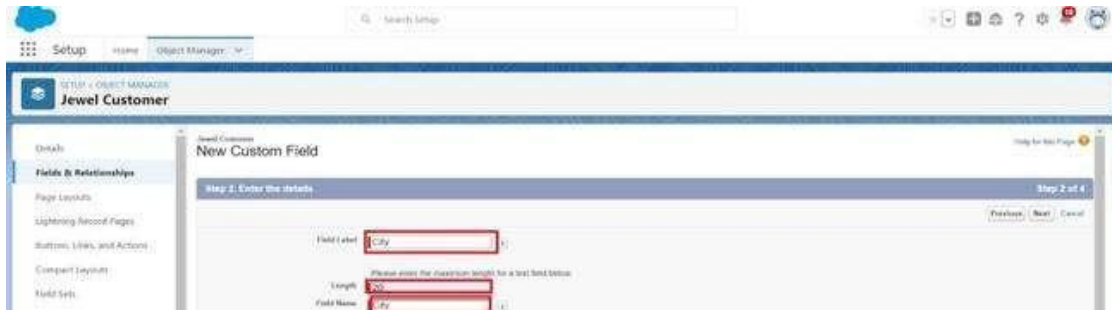 Search Setup
Setup Home Object Manager
SETUP > OBJECT MANAGER
Jewel Customer
Details
Fields & Relationships
Page Layouts
Lightning Record Pages
Buttons, Links, and Actions
Compact Layouts
Field Sets
Jewel Customer
New Custom Field
Help for this Page
Step 2. Enter the details
Step 2 of 4
Previous Next Cancel
Field Label City
Please enter the maximum length for a text field below.
Length 20
Field Name City